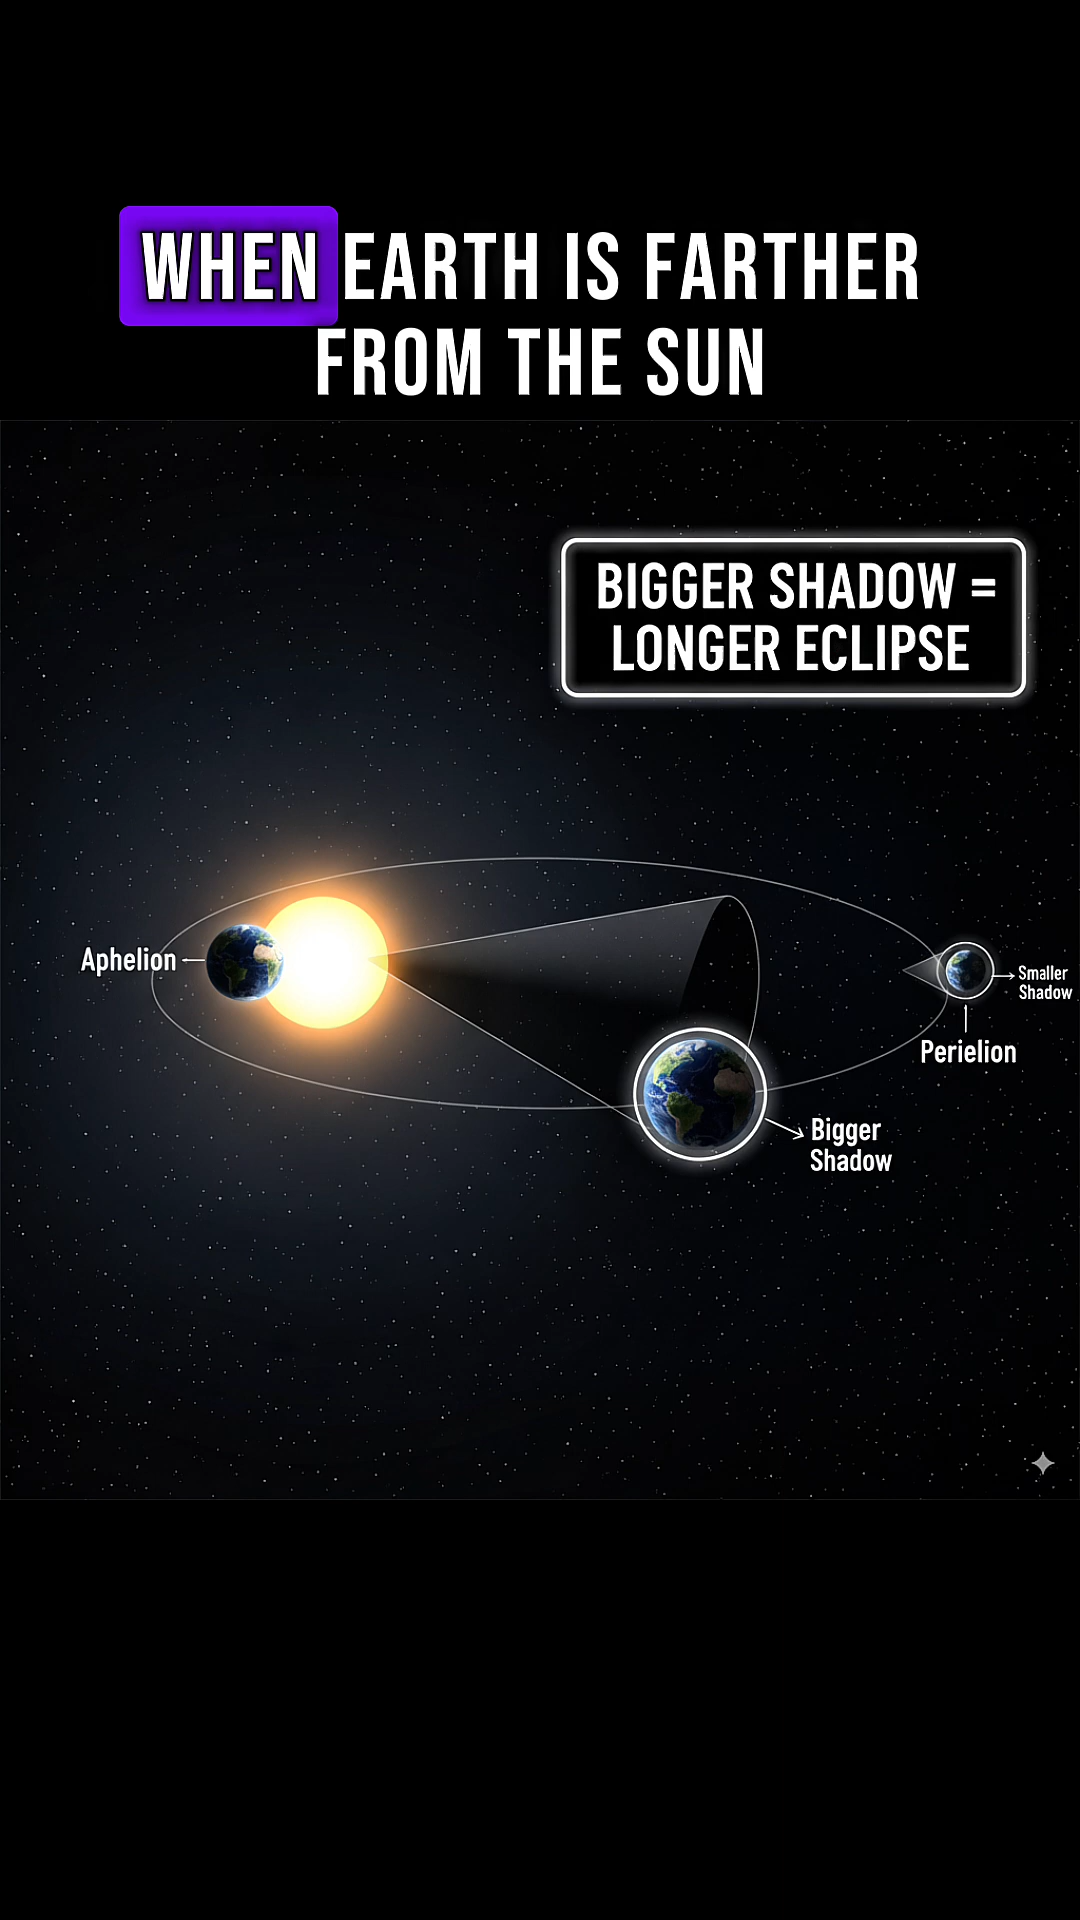 WHEN EARTH IS FARTHER
FROM THE SUN
BIGGER SHADOW =
LONGER ECLIPSE
Aphelion
Smaller
Shadow
Perielion
Bigger
Shadow